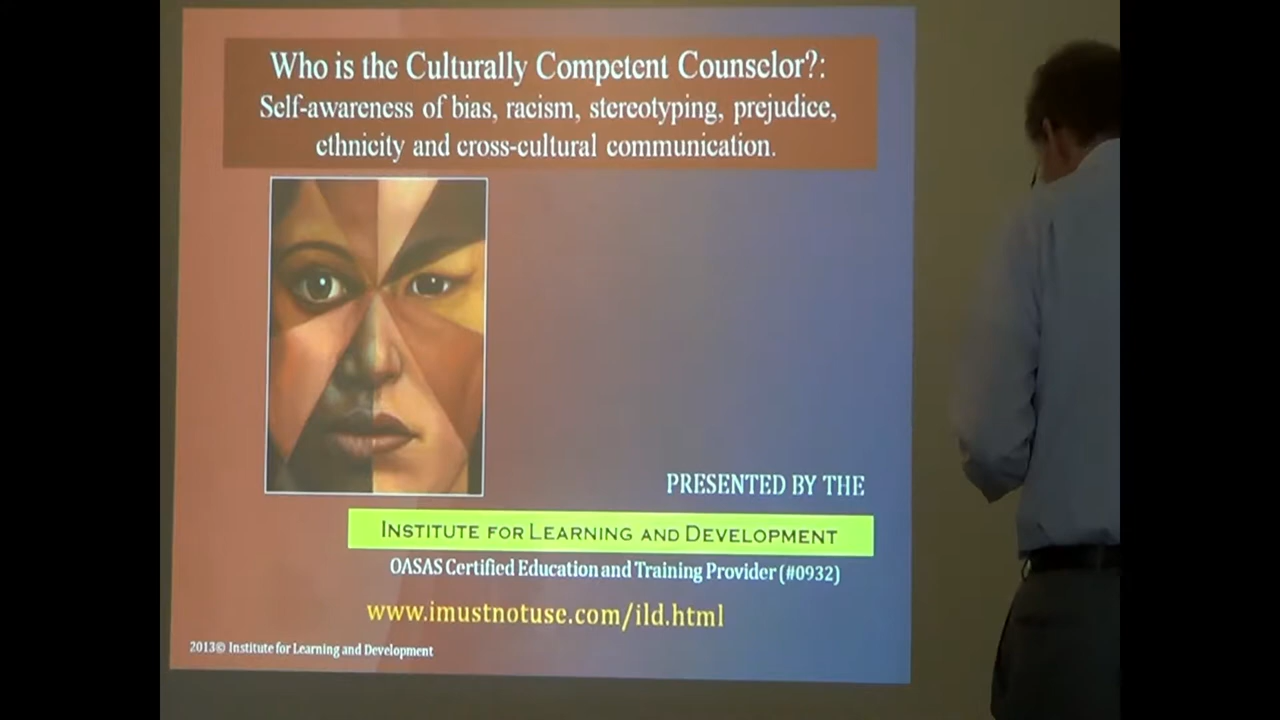 Who is the Culturally Competent Counselor?:
Self-awareness of bias, racism, stereotyping, prejudice,
ethnicity and cross-cultural communication.
PRESENTED BY THE
INSTITUTE FOR LEARNING AND DEVELOPMENT
OASAS Certified Education and Training Provider (#0932)
www.imustnotuse.com/ild.html
2013© Institute for Learning and Development